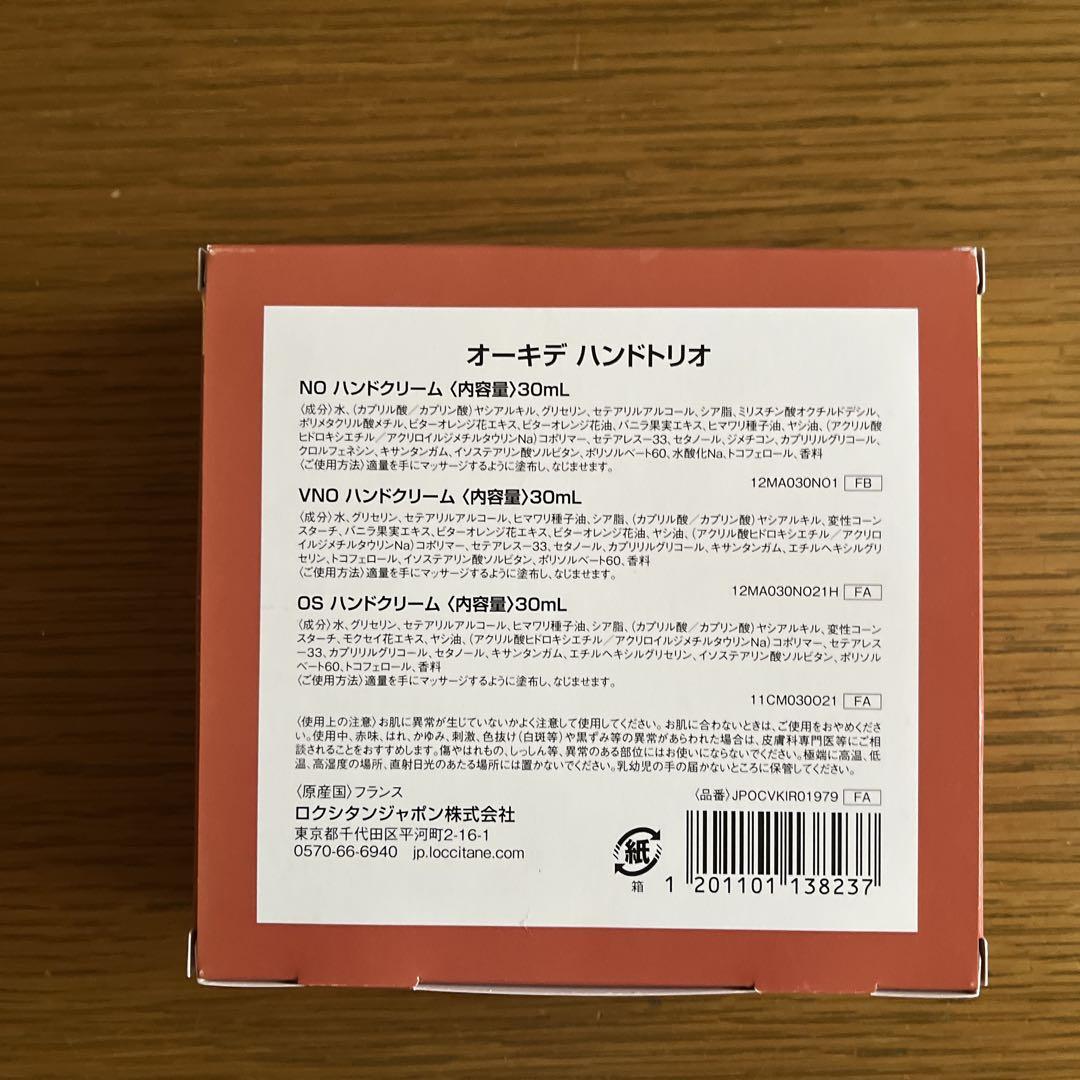 オーキデ ハンドトリオ
NO ハンドクリーム〈内容量〉30mL
〈成分〉水、(カプリル酸／カプリン酸)ヤシアルキル、グリセリン、セテアリルアルコール、シア脂、ミリスチン酸オクチルドデシル、
ポリメタクリル酸メチル、ビターオレンジ花エキス、ビターオレンジ花油、バニラ果実エキス、ヒマワリ種子油、ヤシ油、(アクリル酸
ヒドロキシエチル／アクリロイルジメチルタウリンNa)コポリマー、セテアレス－33、セタノール、ジメチコン、カプリリルグリコール、
クロルフェネシン、キサンタンガム、イソステアリン酸ソルビタン、ポリソルベート60、水酸化Na、トコフェロール、香料
〈ご使用方法〉適量を手にマッサージするように塗布し、なじませます。
12MA030NO1 FB
VNO ハンドクリーム〈内容量〉30mL
〈成分〉水、グリセリン、セテアリルアルコール、ヒマワリ種子油、シア脂、(カプリル酸／カプリン酸)ヤシアルキル、変性コーン
スターチ、バニラ果実エキス、ビターオレンジ花エキス、ビターオレンジ花油、ヤシ油、(アクリル酸ヒドロキシエチル／アクリロ
イルジメチルタウリンNa)コポリマー、セテアレス－33、セタノール、カプリリルグリコール、キサンタンガム、エチルヘキシルグリ
セリン、トコフェロール、イソステアリン酸ソルビタン、ポリソルベート60、香料
〈ご使用方法〉適量を手にマッサージするように塗布し、なじませます。
12MA030NO21H FA
OS ハンドクリーム〈内容量〉30mL
〈成分〉水、グリセリン、セテアリルアルコール、ヒマワリ種子油、シア脂、(カプリル酸／カプリン酸)ヤシアルキル、変性コーン
スターチ、モクセイ花エキス、ヤシ油、(アクリル酸ヒドロキシエチル／アクリロイルジメチルタウリンNa)コポリマー、セテアレス
－33、カプリリルグリコール、セタノール、キサンタンガム、エチルヘキシルグリセリン、イソステアリン酸ソルビタン、ポリソル
ベート60、トコフェロール、香料
〈ご使用方法〉適量を手にマッサージするように塗布し、なじませます。
11CM030O21 FA
〈使用上の注意〉お肌に異常が生じていないかよく注意して使用してください。お肌に合わないときは、ご使用をおやめくださ
い。使用中、赤味、はれ、かゆみ、刺激、色抜け(白斑等)や黒ずみ等の異常があらわれた場合は、皮膚科専門医等にご相
談されることをおすすめします。傷やはれもの、しっしん等、異常のある部位にはお使いにならないでください。極端に高温、低
温、高湿度の場所、直射日光のあたる場所には置かないでください。乳幼児の手の届かないところに保管してください。
〈原産国〉フランス
〈品番〉JPOCVKIR01979 FA
ロクシタンジャポン株式会社
東京都千代田区平河町2-16-1
0570-66-6940 jp.loccitane.com
紙
箱
1 201101 138237